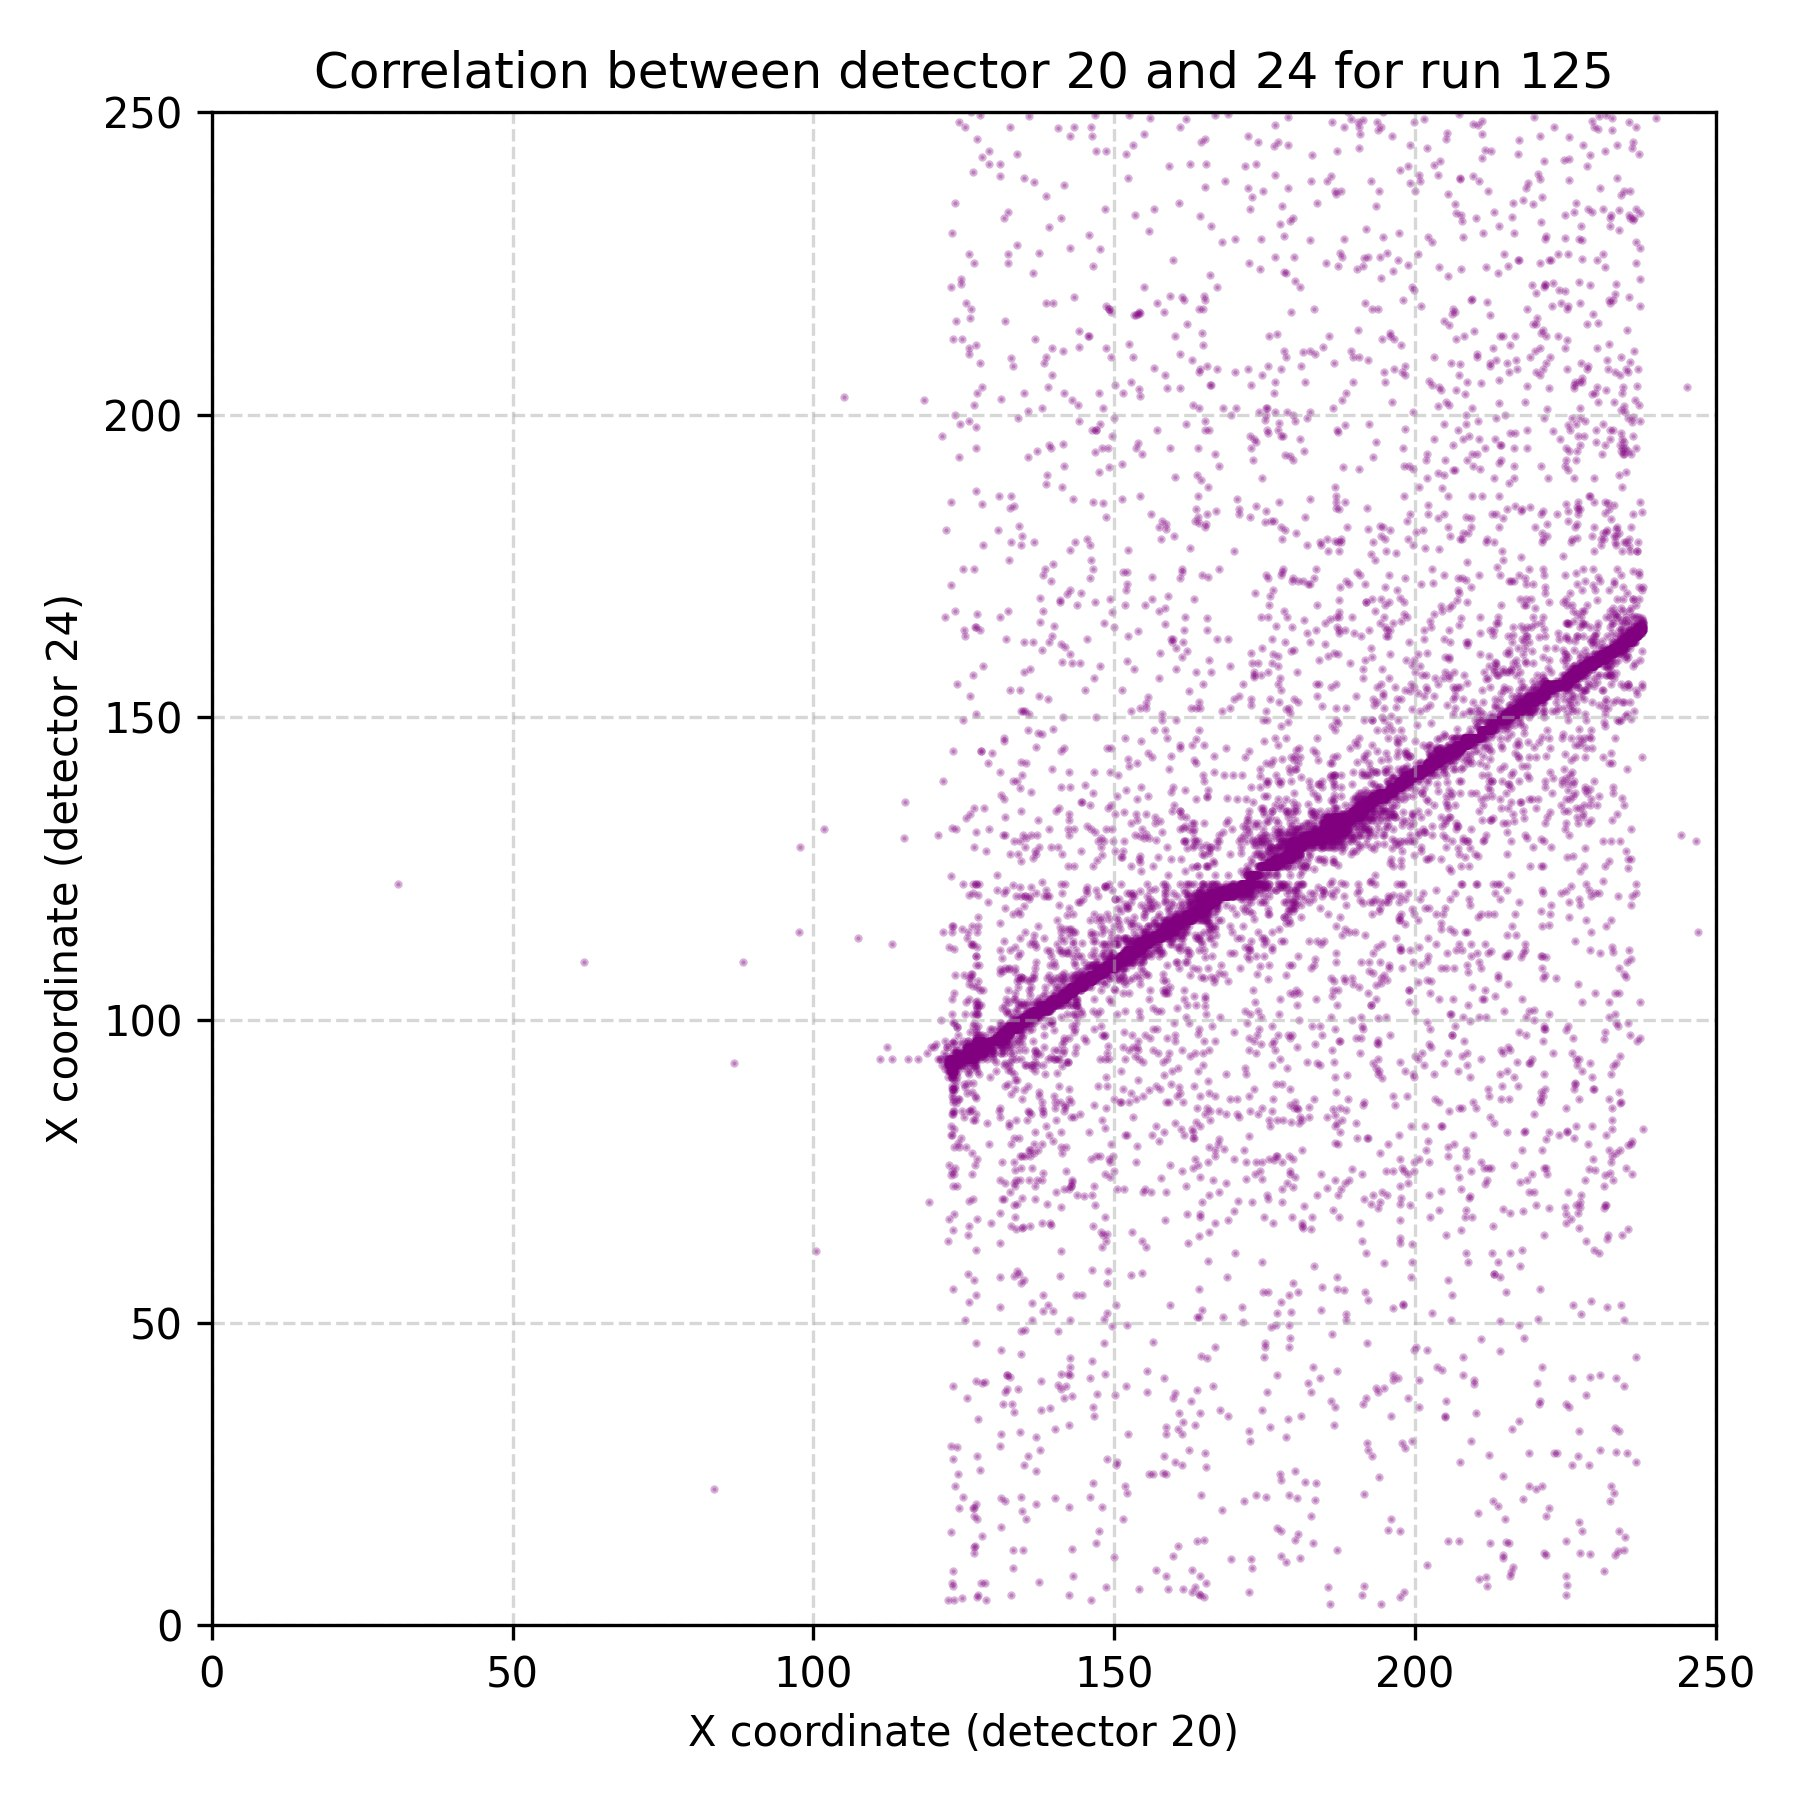 Correlation between detector 20 and 24 for run 125
250
200
150
100
50
0
X coordinate (detector 24)
0 50 100 150 200 250
X coordinate (detector 20)